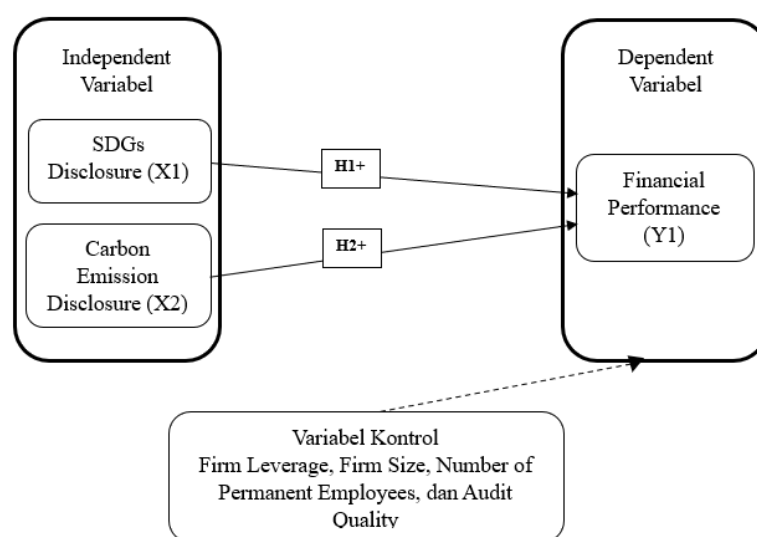 Independent
Variabel
SDGs
Disclosure (X1)
Carbon
Emission
Disclosure (X2)
H1+
H2+
Dependent
Variabel
Financial
Performance
(Y1)
Variabel Kontrol
Firm Leverage, Firm Size, Number of
Permanent Employees, dan Audit
Quality